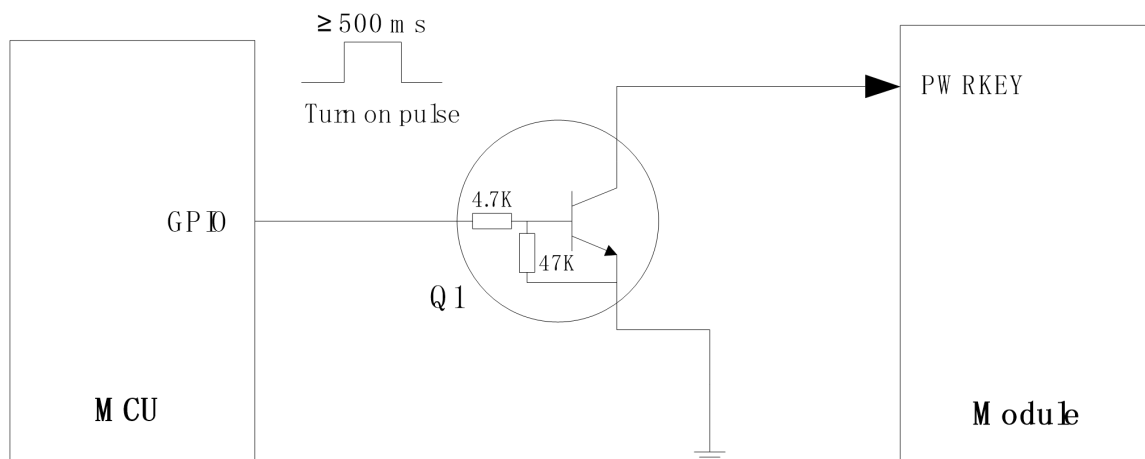 ≥500ms
Turn on pulse
PWRKEY
4.7K
GPIO
47K
Q1
MCU
Module